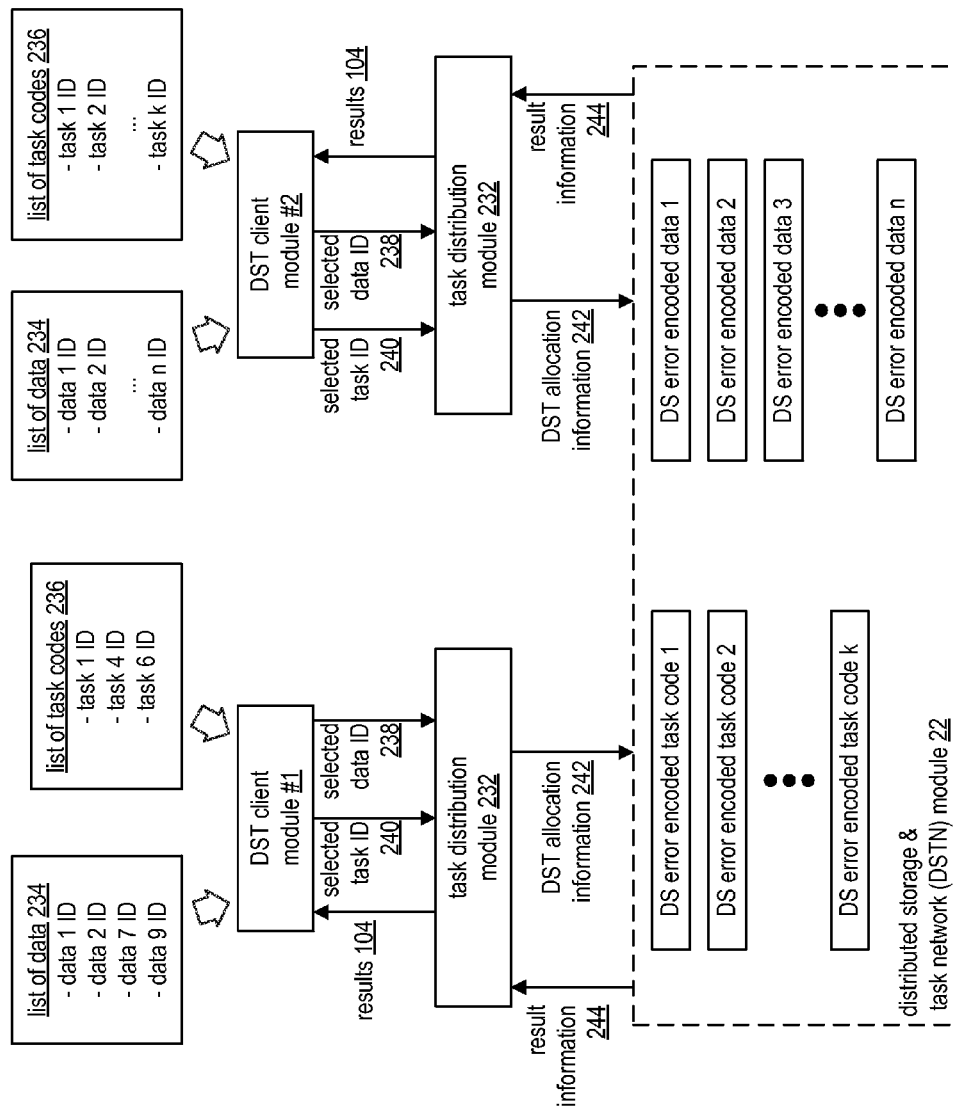 list of data 234
- data 1 ID
- data 2 ID
- data 7 ID
- data 9 ID
list of task codes 236
- task 1 ID
- task 4 ID
- task 6 ID
list of data 234
- data 1 ID
- data 2 ID
...
- data n ID
list of task codes 236
- task 1 ID
- task 2 ID
...
- task k ID
DST client
module #1
DST client
module #2
results 104
selected
task ID
240
selected
data ID
238
selected
task ID
240
selected
data ID
238
results 104
task distribution
module 232
task distribution
module 232
result
information
244
DST allocation
information 242
DST allocation
information 242
result
information
244
DS error encoded task code 1
DS error encoded task code 2
DS error encoded task code k
DS error encoded data 1
DS error encoded data 2
DS error encoded data 3
DS error encoded data n
distributed storage &
task network (DSTN) module 22